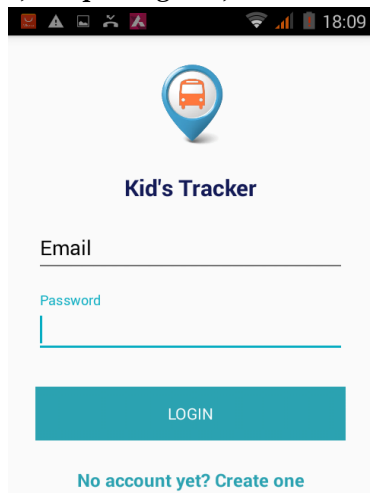 18:09
Kid's Tracker
Email
Password
LOGIN
No account yet? Create one